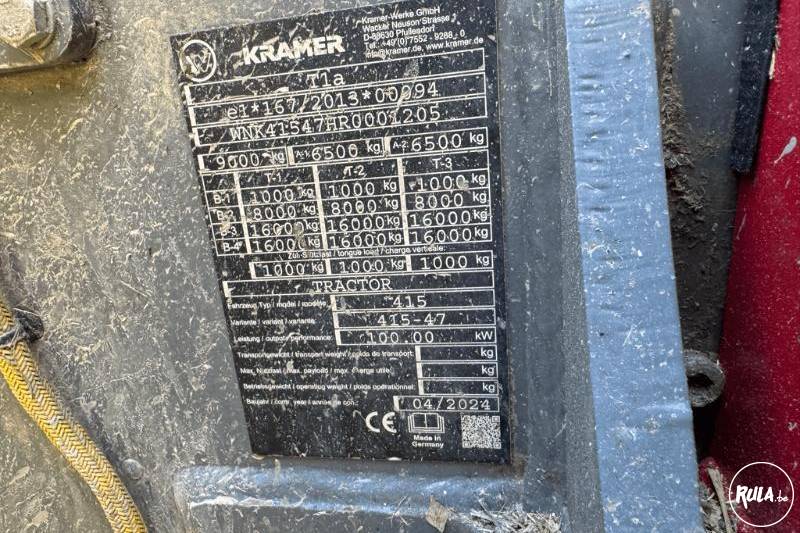 KRAMER
Kramer-Werke GmbH
Wacker Neuson Strasse
D-88630 Pfullendorf
Tel.: +49(0)7552 - 9288 - 0
info@kramer.de, www.kramer.de
T1a
e1*167/2013*00094
WNK41547HR0001205
9600 kg A-1: 6500 kg A-2: 6500 kg
T-1 T-2 T-3
B-1 1000 kg 1000 kg 1000 kg
B-2 8000 kg 8000 kg 8000 kg
B-3 16000 kg 16000 kg 16000 kg
B-4 16000 kg 16000 kg 16000 kg
Zul. Stützlast / tongue load / charge verticale:
1000 kg 1000 kg 1000 kg
TRACTOR
Fahrzeug Typ / model / modèle: 415
Variante / variant / variante: 415-47
Leistung / output / performance: 100.00 kW
Transportgewicht / transport weight / poids de transport: kg
Max. Nutzlast / max. payload / max. charge utile: kg
Betriebsgewicht / operating weight / poids opérationnel: kg
Baujahr / constr. year / année de con.: 04/2024
CE
Made in
Germany
RULA.be